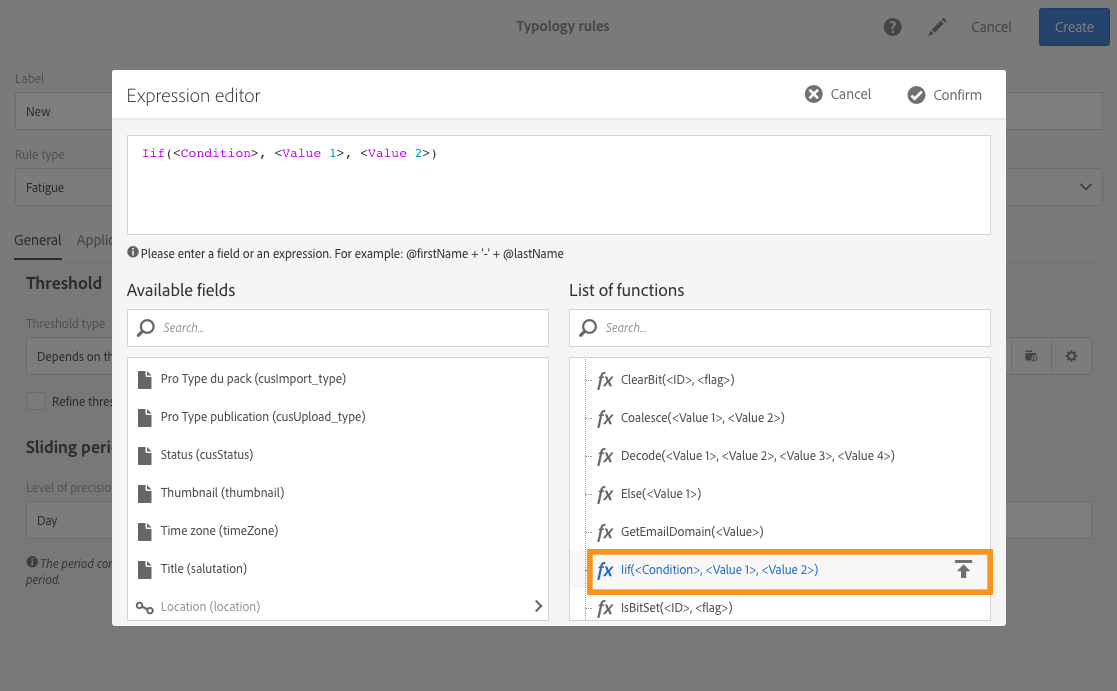 Typology rules
Cancel
Create
Label
New
Rule type
Fatigue
General
Applic
Threshold
Threshold type
Depends on th
Refine thres
Sliding peri
Level of precisio
Day
The period con
period.
Expression editor
Cancel
Confirm
Iif(<Condition>, <Value 1>, <Value 2>)
Please enter a field or an expression. For example: @firstName + '-' + @lastName
Available fields
Search...
Pro Type du pack (cusImport_type)
Pro Type publication (cusUpload_type)
Status (cusStatus)
Thumbnail (thumbnail)
Time zone (timeZone)
Title (salutation)
Location (location)
List of functions
Search...
fx ClearBit(<ID>, <flag>)
fx Coalesce(<Value 1>, <Value 2>)
fx Decode(<Value 1>, <Value 2>, <Value 3>, <Value 4>)
fx Else(<Value 1>)
fx GetEmailDomain(<Value>)
fx Iif(<Condition>, <Value 1>, <Value 2>)
fx IsBitSet(<ID>, <flag>)